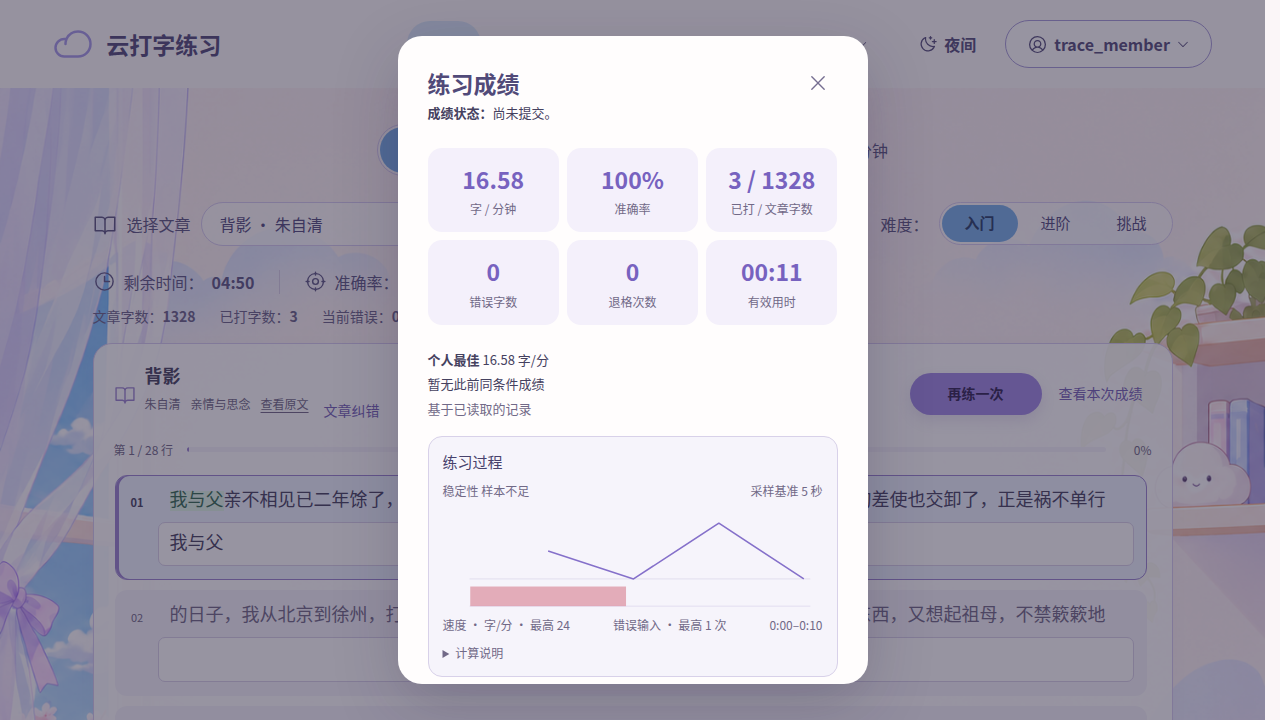 云打字练习
夜间
trace_member
练习成绩
成绩状态：尚未提交。
16.58
字 / 分钟
100%
准确率
3 / 1328
已打 / 文章字数
0
错误字数
0
退格次数
00:11
有效用时
个人最佳 16.58 字/分
暂无此前同条件成绩
基于已读取的记录
练习过程
稳定性 样本不足
采样基准 5 秒
速度 · 字/分 · 最高 24
错误输入 · 最高 1 次
0:00–0:10
▶ 计算说明
分钟
选择文章
背影 · 朱自清
难度：
入门
进阶
挑战
剩余时间： 04:50
准确率：
文章字数：1328
已打字数：3
当前错误：0
背影
朱自清 亲情与思念 查看原文 文章纠错
再练一次
查看本次成绩
第 1 / 28 行
0%
01
我与父亲不相见已二年馀了，
差使也交卸了，正是祸不单行
我与父
02
的日子，我从北京到徐州，打
东西，又想起祖母，不禁簌簌地